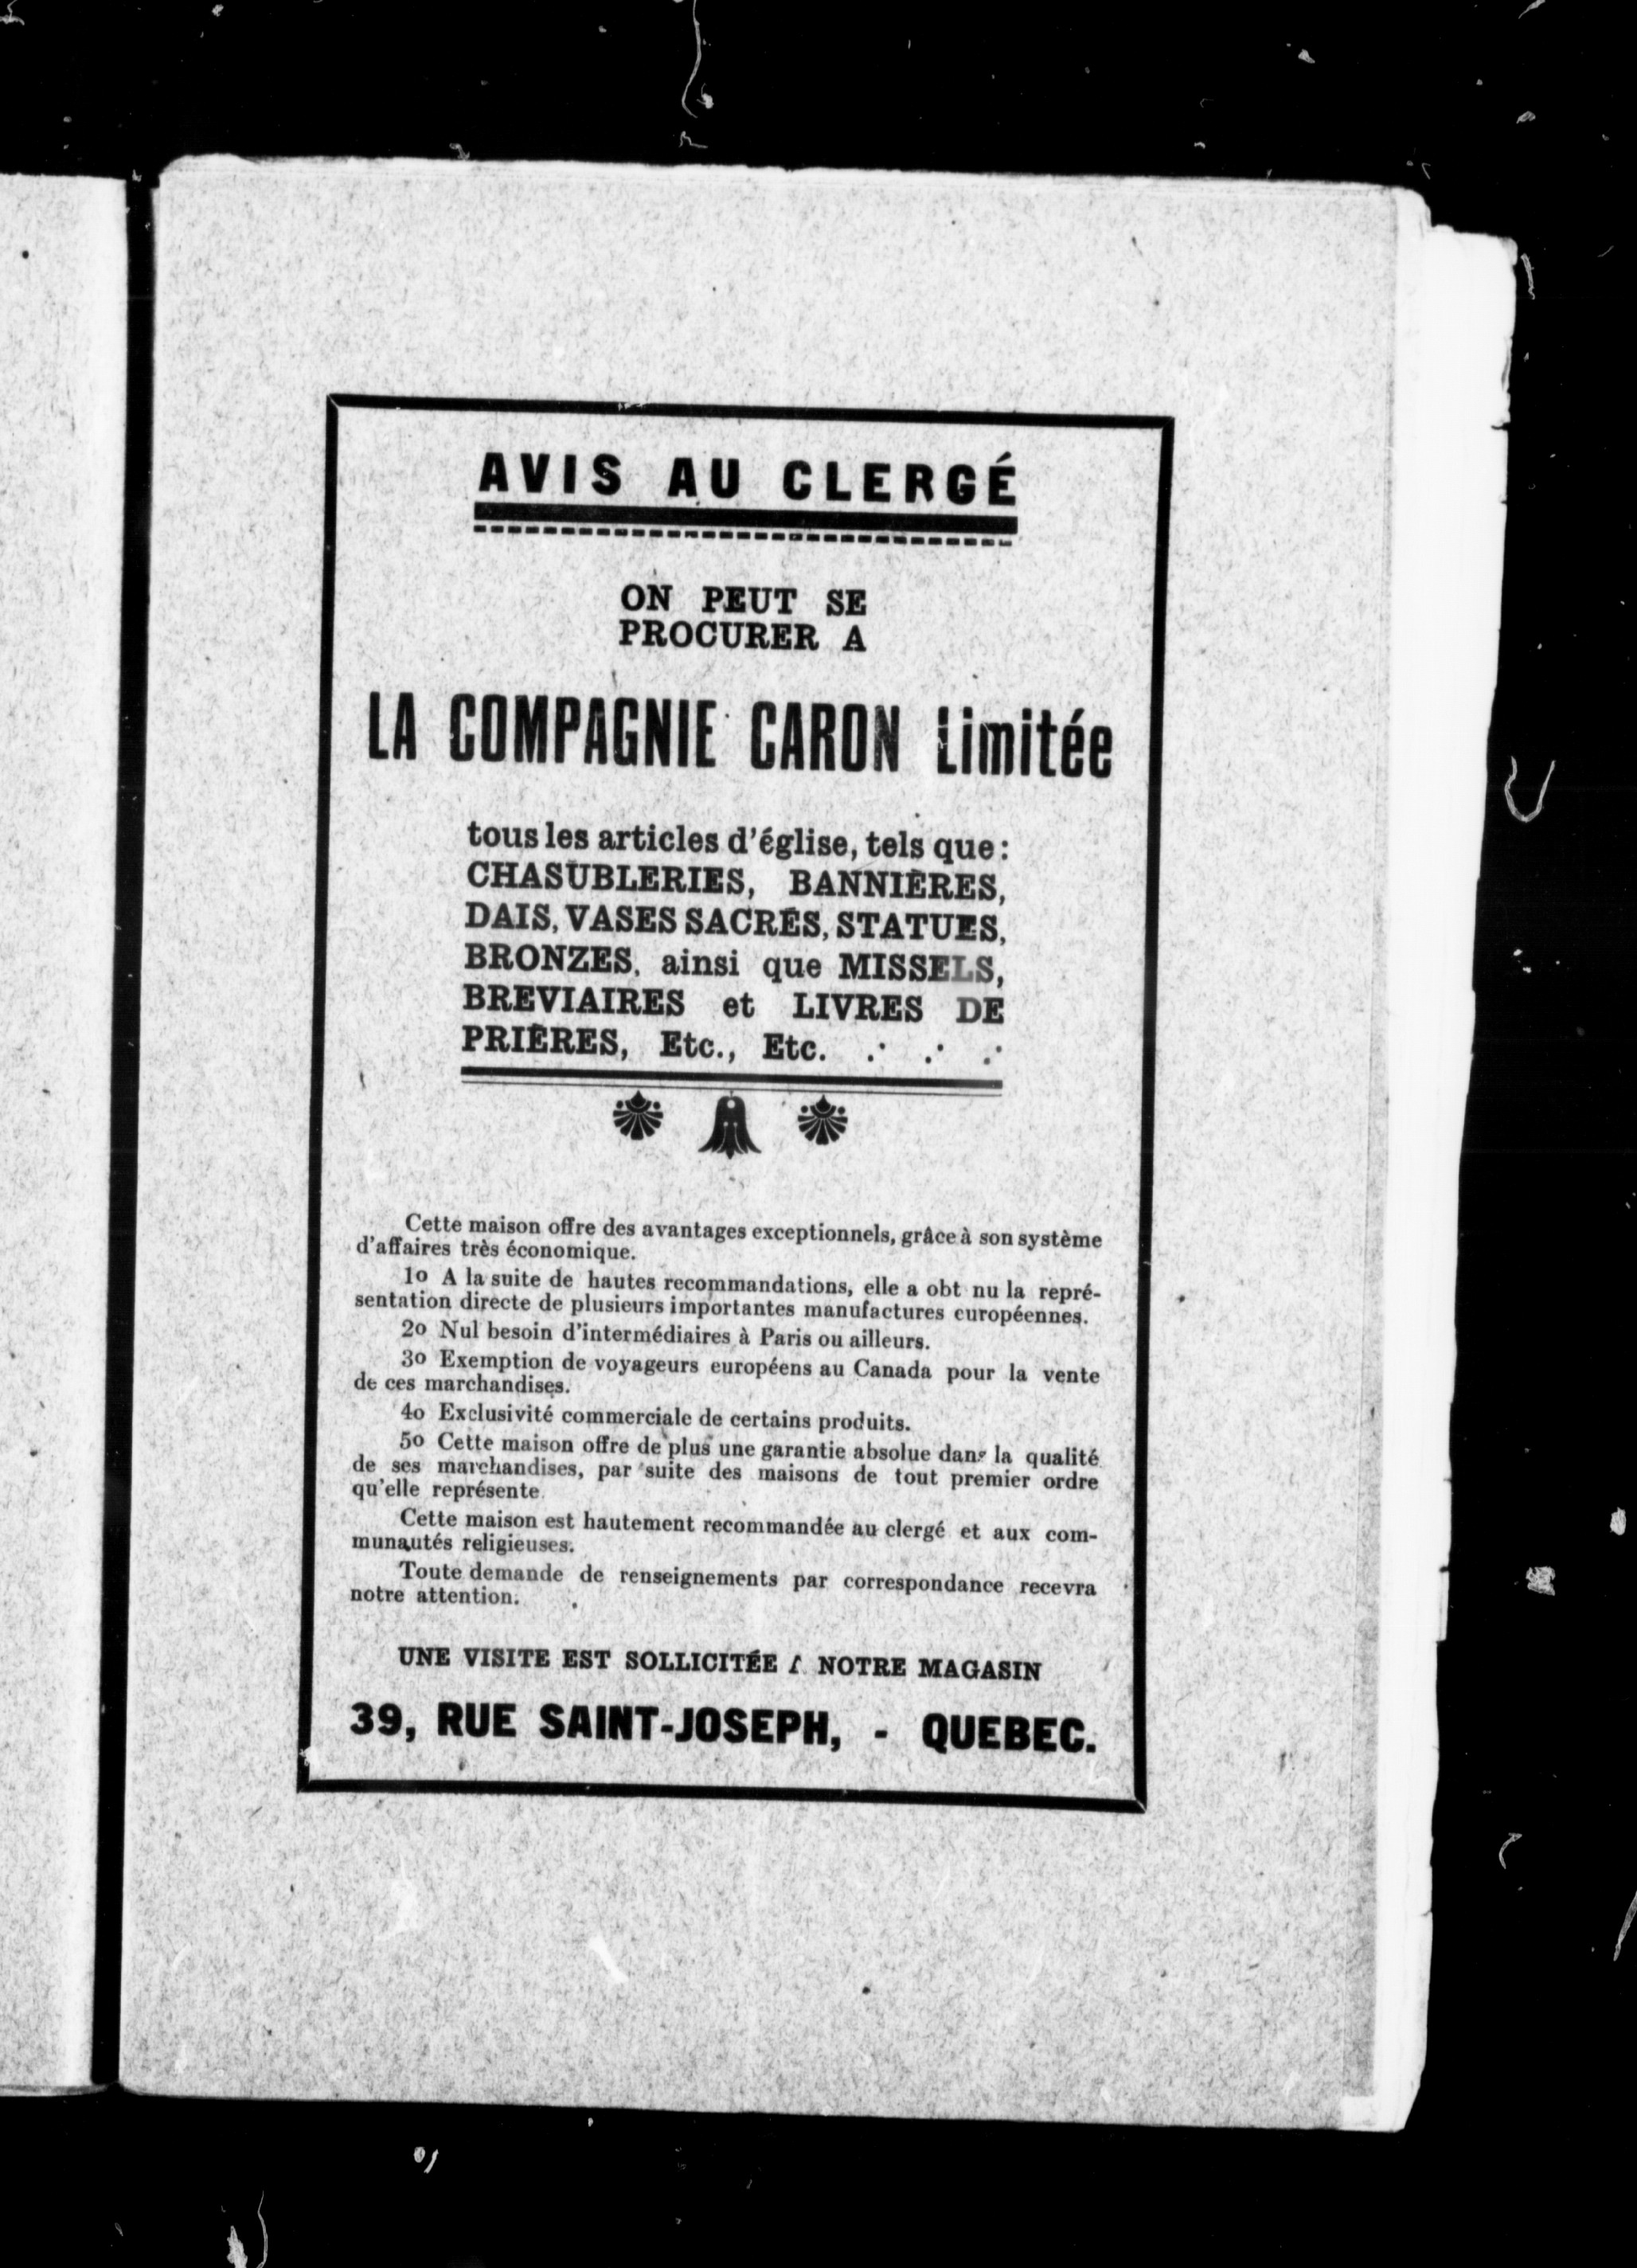 AVIS AU CLERGÉ
ON PEUT SE
PROCURER A
LA COMPAGNIE CARON Limitée
tous les articles d'église, tels que:
CHASUBLERIES, BANNIÈRES,
DAIS, VASES SACRÉS, STATUES,
BRONZES, ainsi que MISSELS,
BREVIAIRES et LIVRES DE
PRIÈRES, Etc., Etc. .· .· .·
Cette maison offre des avantages exceptionnels, grâce à son système
d'affaires très économique.
1o A la suite de hautes recommandations, elle a obt nu la repré-
sentation directe de plusieurs importantes manufactures européennes.
2o Nul besoin d'intermédiaires à Paris ou ailleurs.
3o Exemption de voyageurs européens au Canada pour la vente
de ces marchandises.
4o Exclusivité commerciale de certains produits.
5o Cette maison offre de plus une garantie absolue dans la qualité
de ses marchandises, par suite des maisons de tout premier ordre
qu'elle représente.
Cette maison est hautement recommandée au clergé et aux com-
munautés religieuses.
Toute demande de renseignements par correspondance recevra
notre attention.
UNE VISITE EST SOLLICITÉE A NOTRE MAGASIN
39, RUE SAINT-JOSEPH, - QUEBEC.